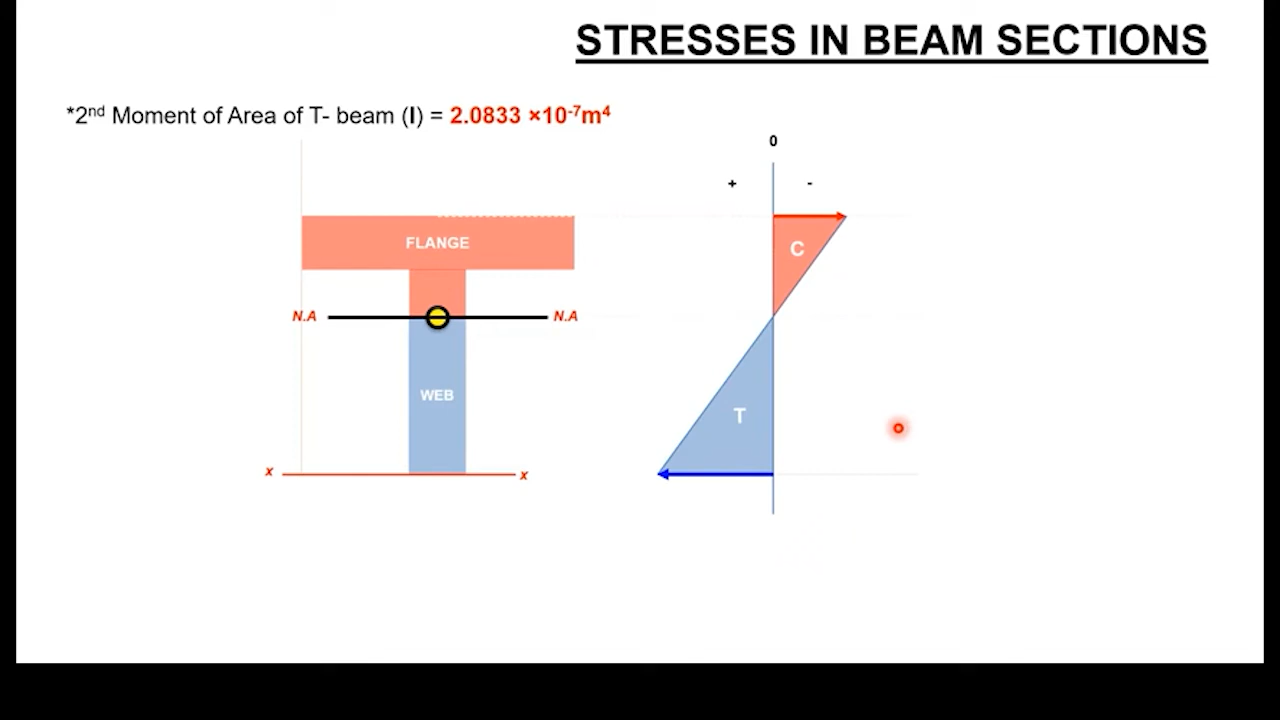 STRESSES IN BEAM SECTIONS
*2nd Moment of Area of T- beam (I) = 2.0833 ×10-7m4
0
+ -
FLANGE
C
N.A N.A
WEB
T
x x